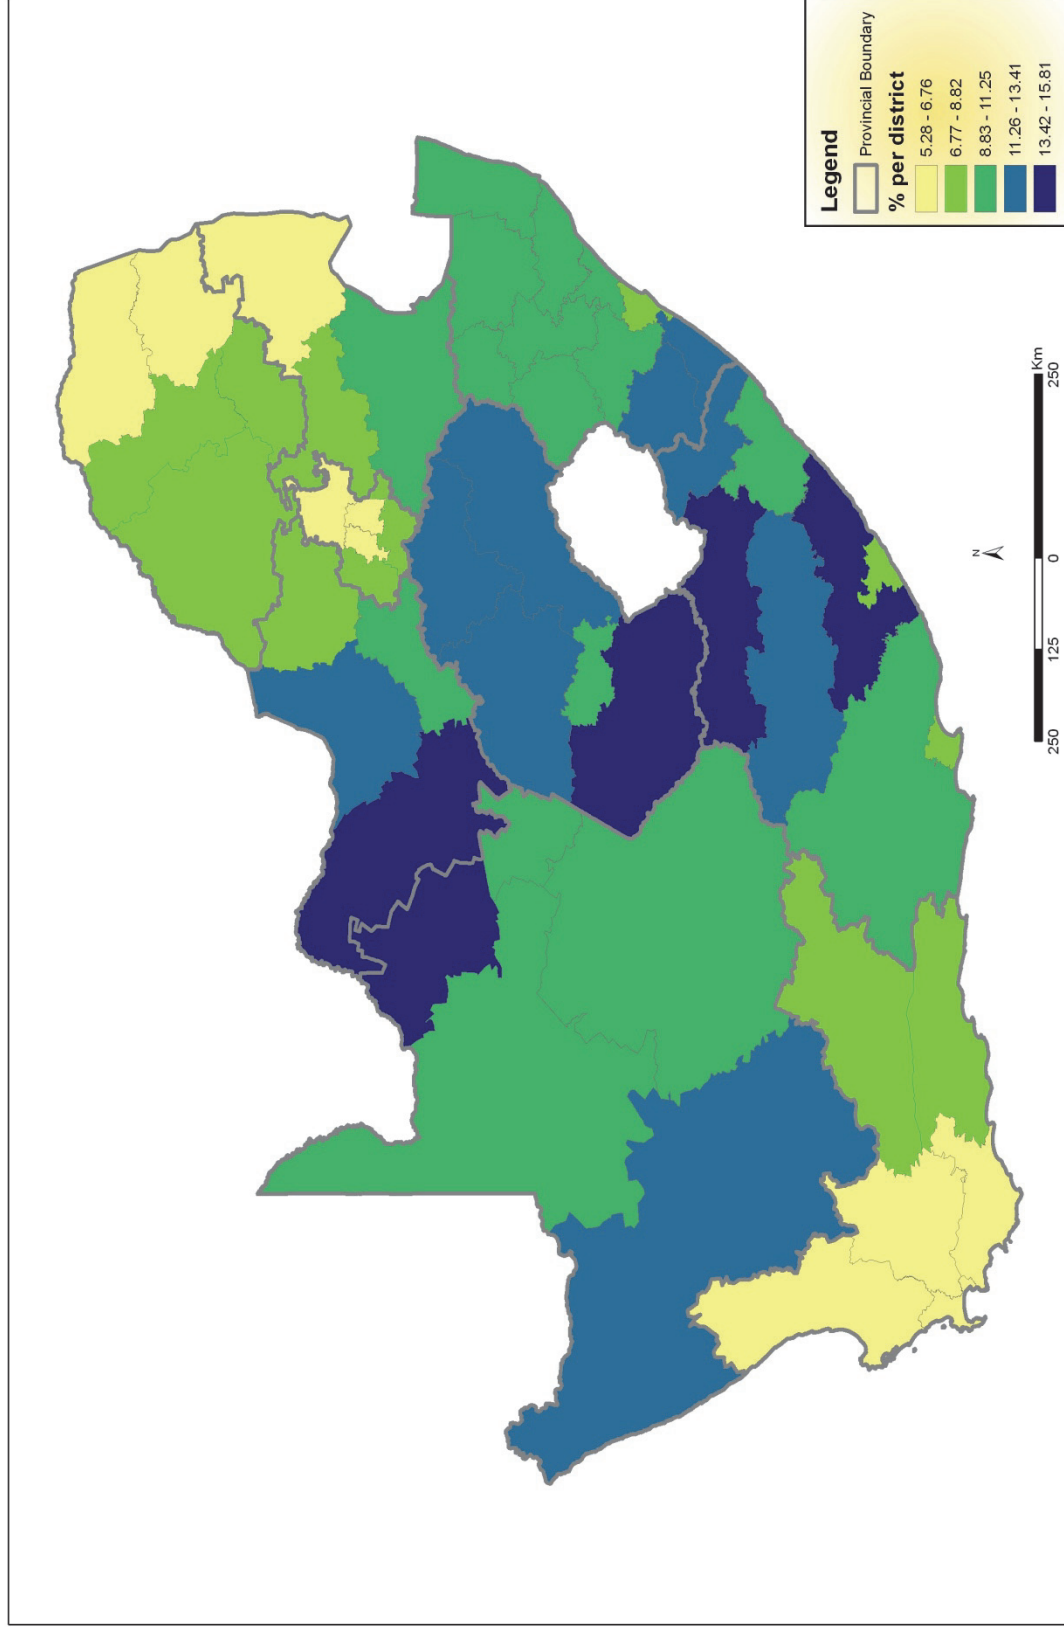 Legend
Provincial Boundary
% per district
5.28 - 6.76
6.77 - 8.82
8.83 - 11.25
11.26 - 13.41
13.42 - 15.81
N
Km
250
125
0
250